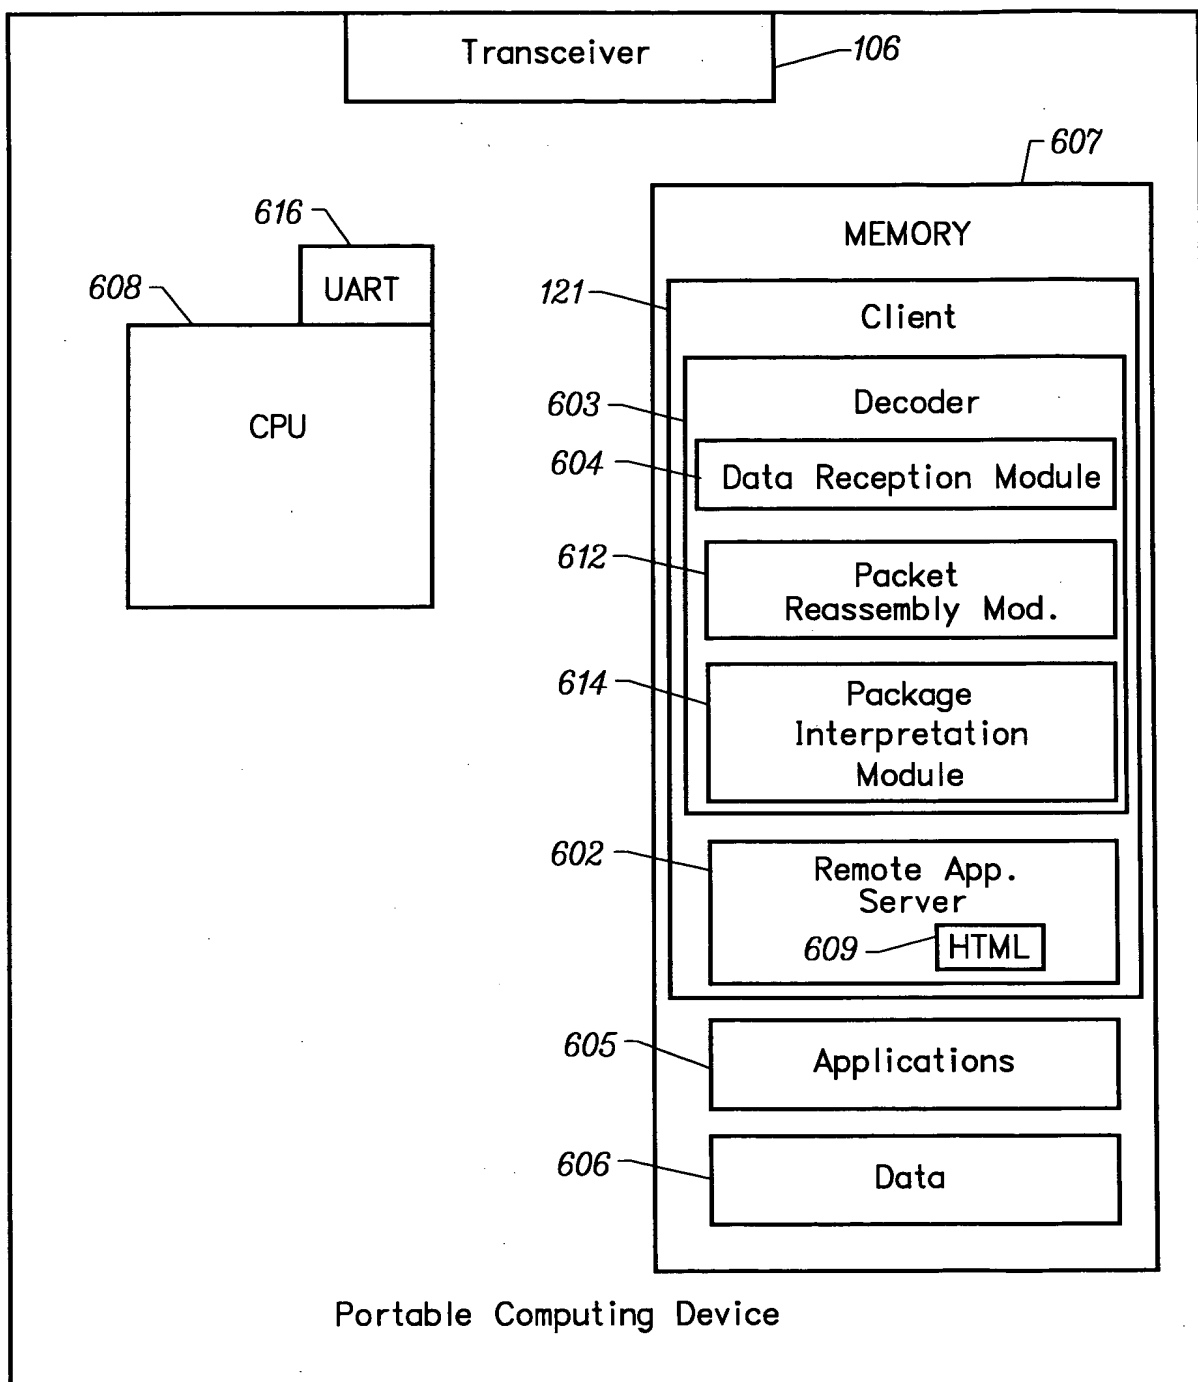 Transceiver
106
607
MEMORY
616
UART
608
CPU
121
Client
603
Decoder
604
Data Reception Module
612
Packet
Reassembly Mod.
614
Package
Interpretation
Module
602
Remote App.
Server
609
HTML
605
Applications
606
Data
Portable Computing Device